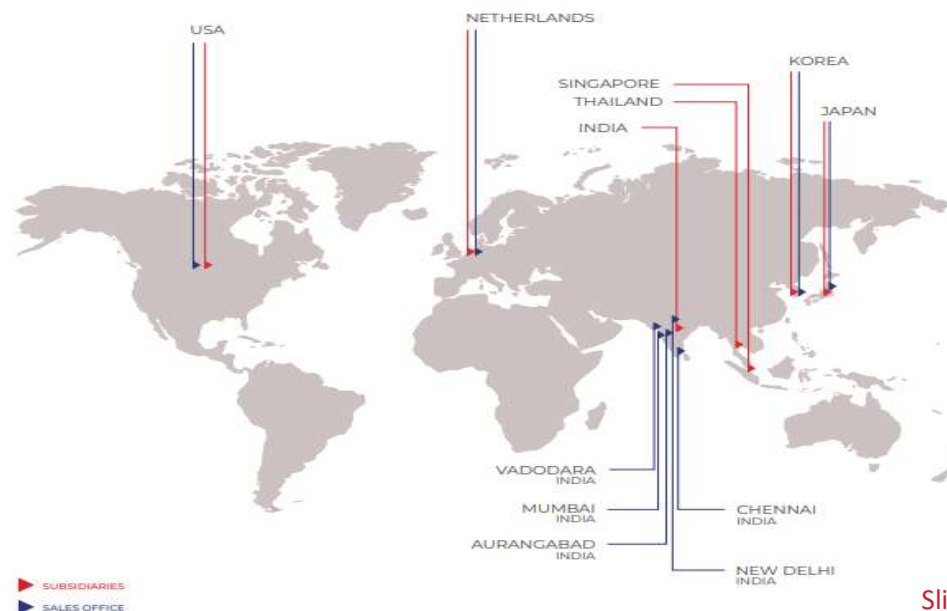 USA
NETHERLANDS
KOREA
SINGAPORE
THAILAND
JAPAN
INDIA
VADODARA
INDIA
MUMBAI
INDIA
CHENNAI
INDIA
AURANGABAD
INDIA
NEW DELHI
INDIA
SUBSIDIARIES
SALES OFFICE
Sli